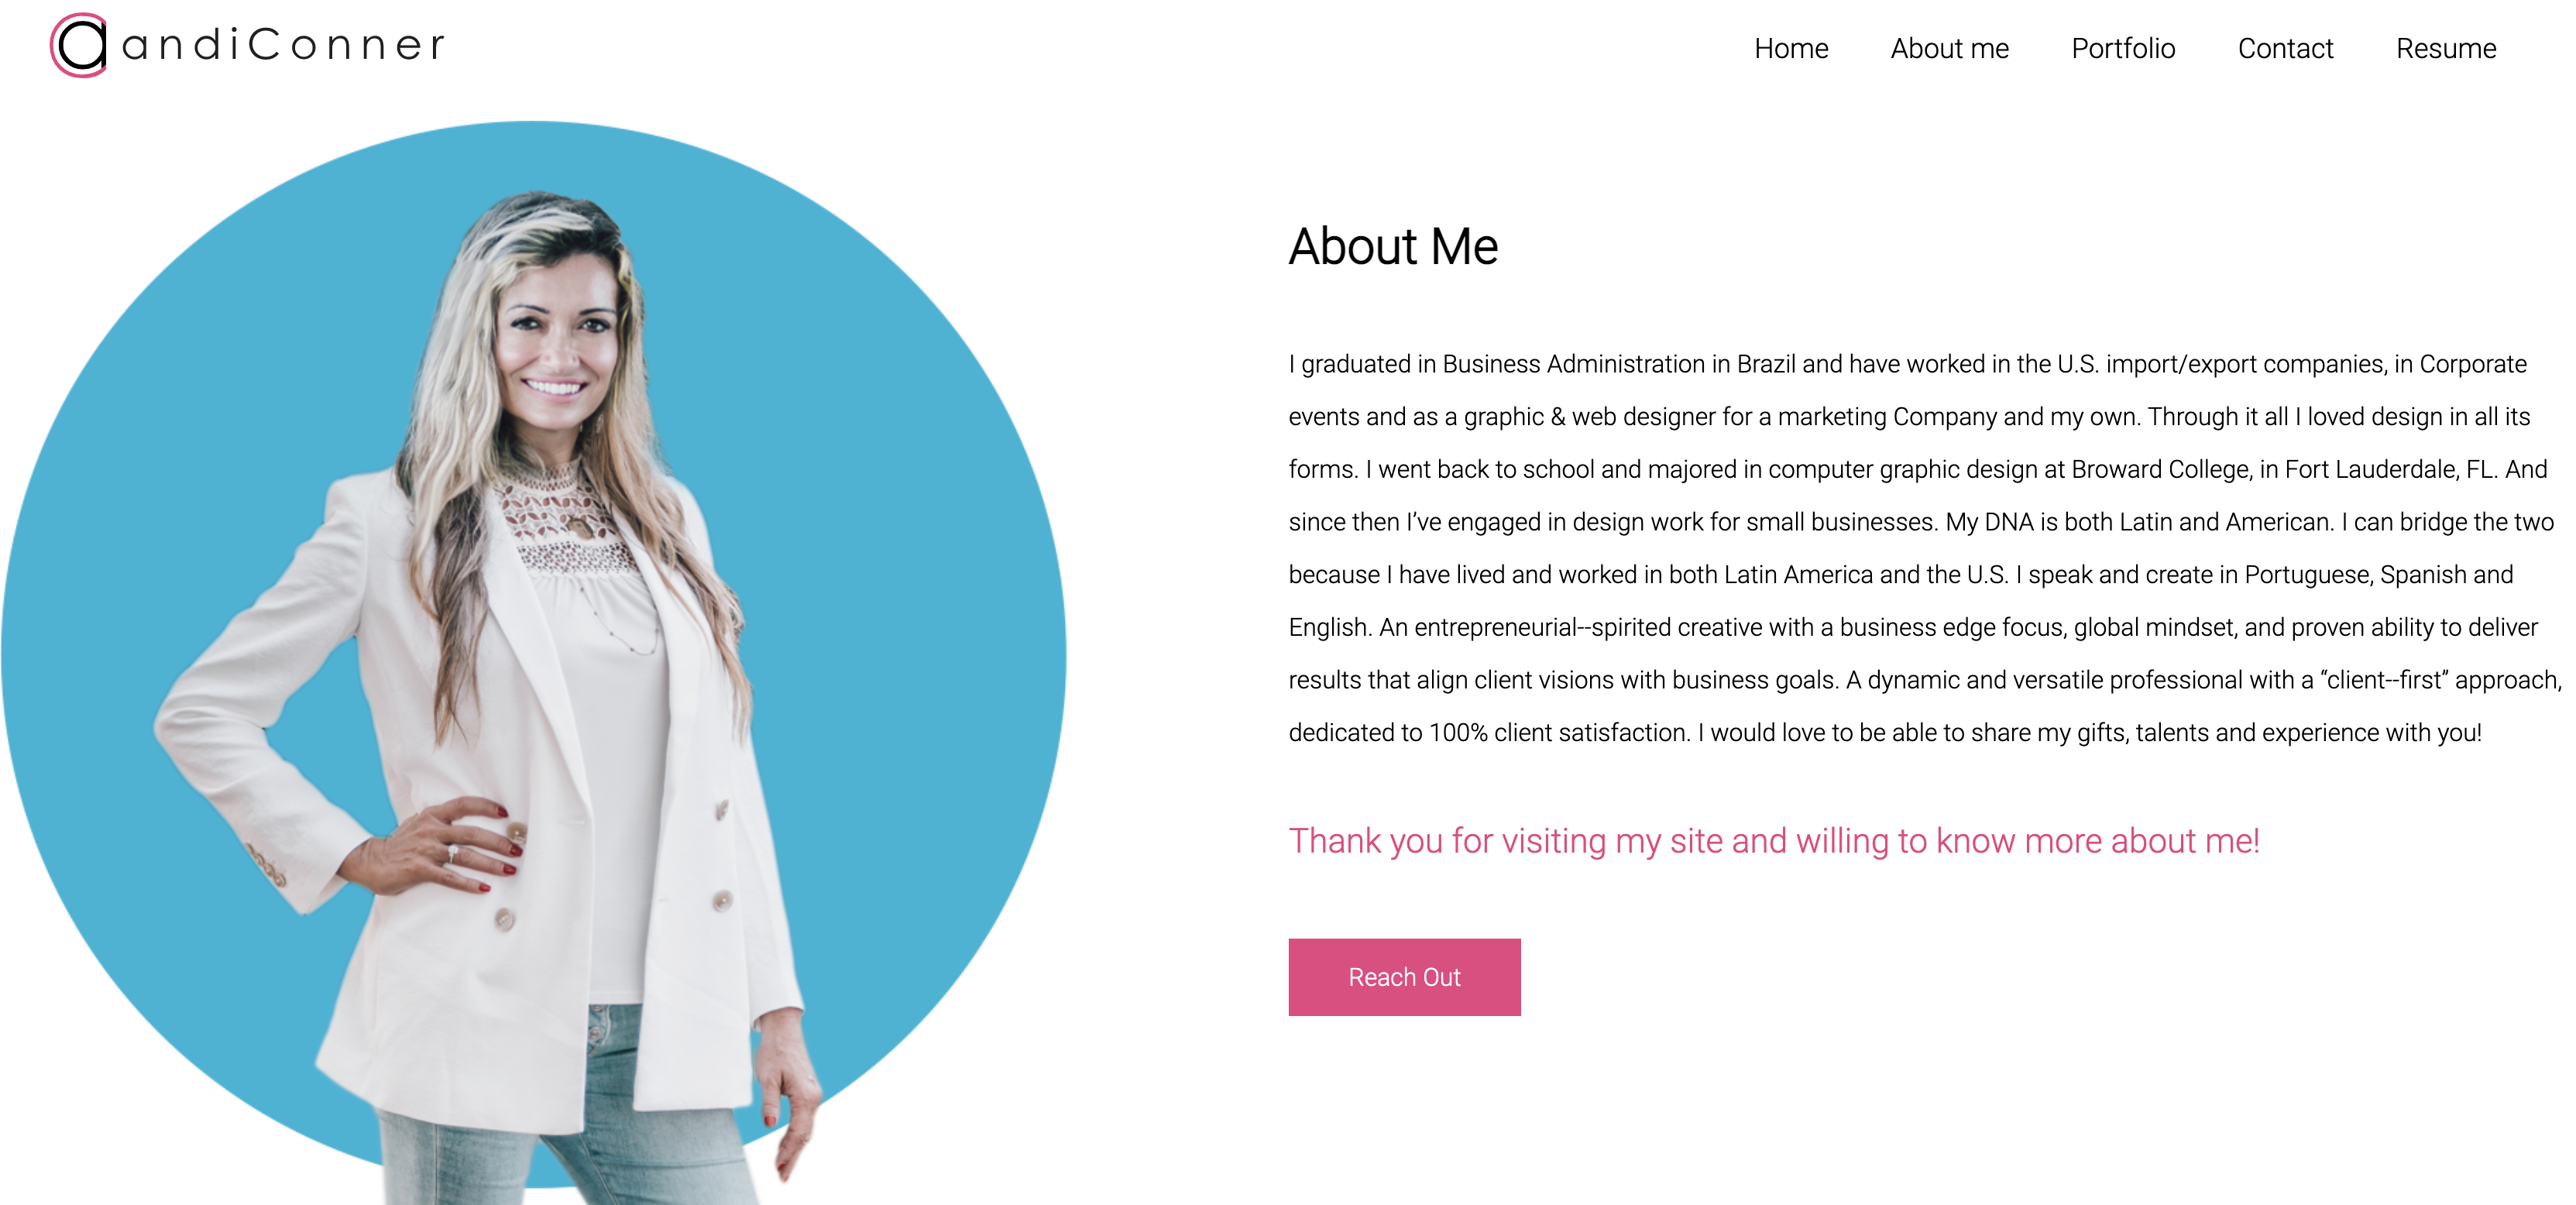 a andiConner
Home About me Portfolio Contact Resume
About Me
I graduated in Business Administration in Brazil and have worked in the U.S. import/export companies, in Corporate
events and as a graphic & web designer for a marketing Company and my own. Through it all I loved design in all its
forms. I went back to school and majored in computer graphic design at Broward College, in Fort Lauderdale, FL. And
since then I’ve engaged in design work for small businesses. My DNA is both Latin and American. I can bridge the two
because I have lived and worked in both Latin America and the U.S. I speak and create in Portuguese, Spanish and
English. An entrepreneurial--spirited creative with a business edge focus, global mindset, and proven ability to deliver
results that align client visions with business goals. A dynamic and versatile professional with a “client--first” approach,
dedicated to 100% client satisfaction. I would love to be able to share my gifts, talents and experience with you!
Thank you for visiting my site and willing to know more about me!
Reach Out